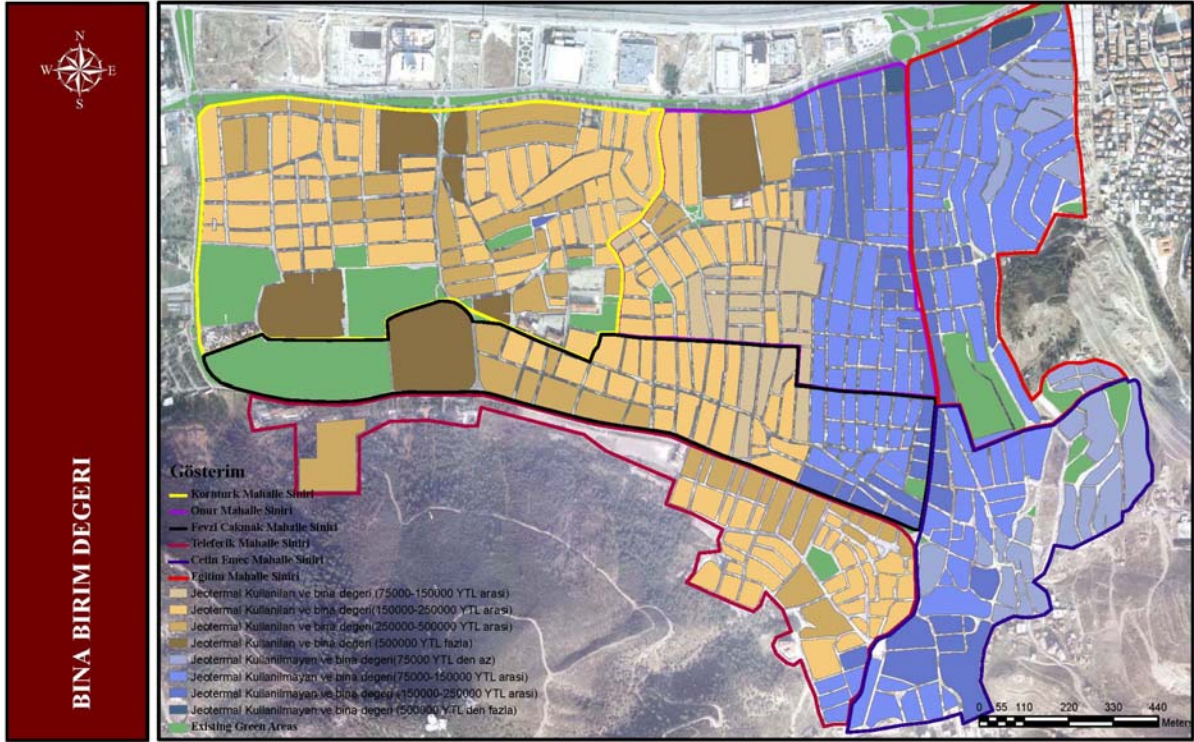 N
W E
S
BINA BIRIM DEGERI
Gösterim
Kornturk Mahalle Siniri
Onur Mahalle Siniri
Fevzi Cakmak Mahalle Siniri
Teleferik Mahalle Siniri
Cetin Emec Mahalle Siniri
Egitim Mahalle Siniri
Jeotermal Kullanilan ve bina degeri (75000-150000 YTL arasi)
Jeotermal Kullanilan ve bina degeri(150000-250000 YTL arasi)
Jeotermal Kullanilan ve bina degeri(250000-500000 YTL arasi)
Jeotermal Kullanilan ve bina degeri (500000 YTL fazla)
Jeotermal Kullanilmayan ve bina degeri(75000 YTL den az)
Jeotermal Kullanilmayan ve bina degeri(75000-150000 YTL arasi)
Jeotermal Kullanilmayan ve bina degeri (150000-250000 YTL arasi)
Jeotermal Kullanilmayan ve bina degeri (500000 YTL den fazla)
Existing Green Areas
0 55 110 220 330 440
Meters